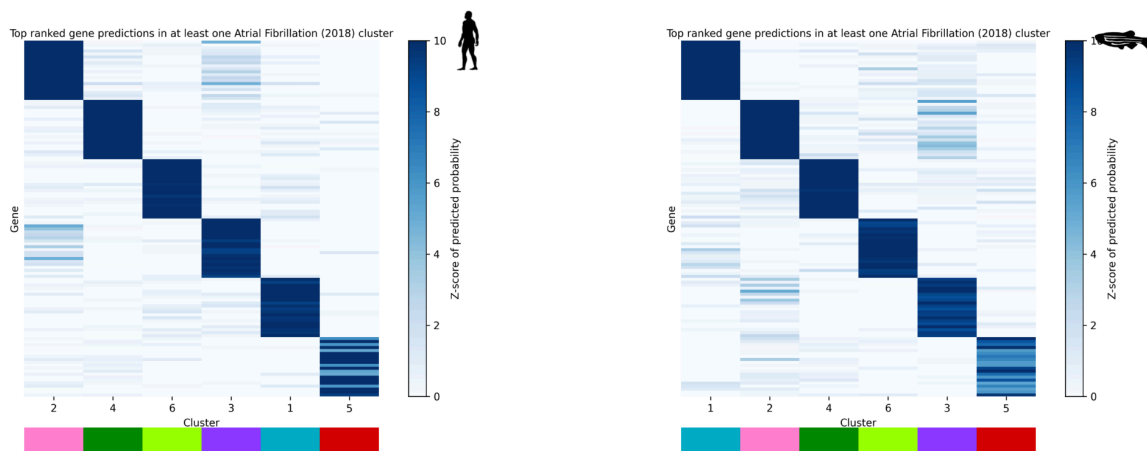 Top ranked gene predictions in at least one Atrial Fibrillation (2018) cluster
10
8
6
4
2
0
Z-score of predicted probability
Gene
2 4 6 3 1 5
Cluster
Top ranked gene predictions in at least one Atrial Fibrillation (2018) cluster
10
8
6
4
2
0
Z-score of predicted probability
Gene
1 2 4 6 3 5
Cluster